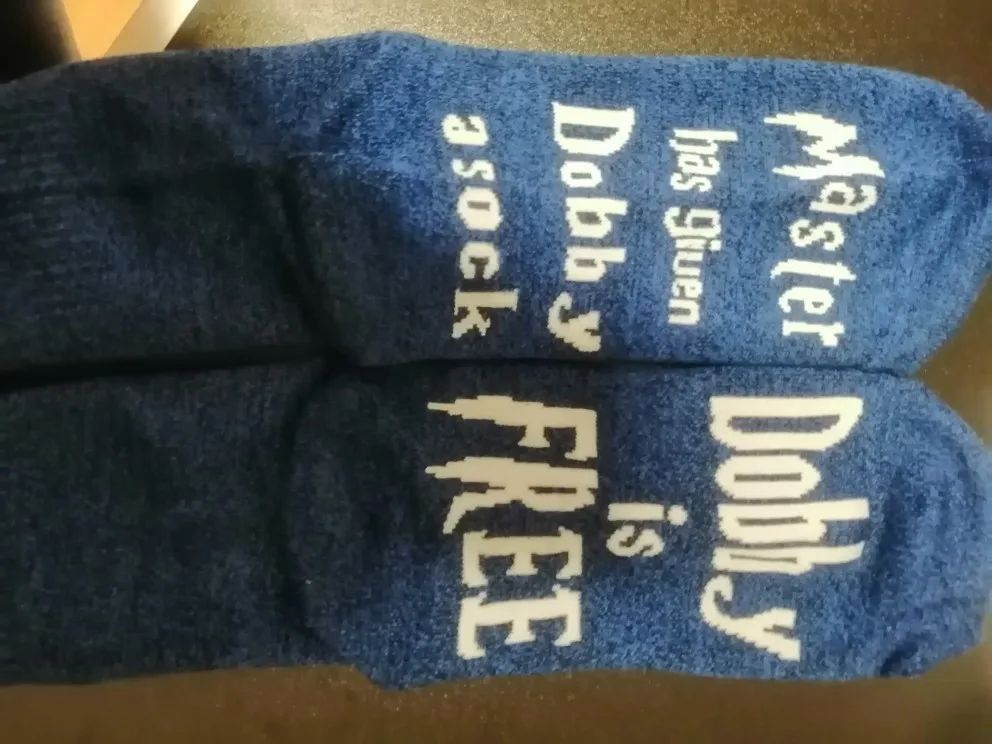 Master
has given
Dobby
a sock
Dobby
is
FREE